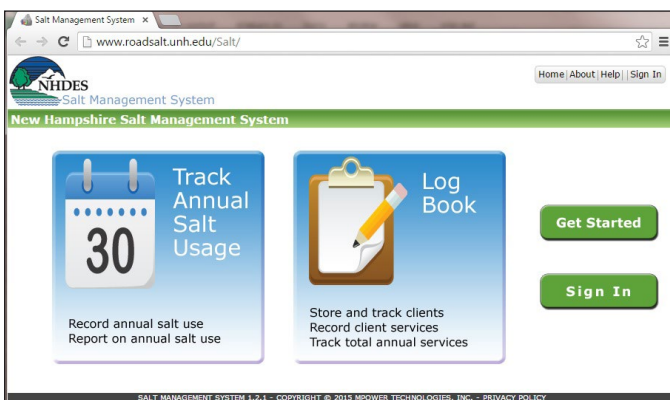 Salt Management System ×
www.roadsalt.unh.edu/Salt/
NHDES
Salt Management System
Home | About | Help | | Sign In
New Hampshire Salt Management System
30
Track
Annual
Salt
Usage
Record annual salt use
Report on annual salt use
Log
Book
Store and track clients
Record client services
Track total annual services
Get Started
Sign In
SALT MANAGEMENT SYSTEM 1.2.1 - COPYRIGHT © 2015 MPOWER TECHNOLOGIES, INC. - PRIVACY POLICY